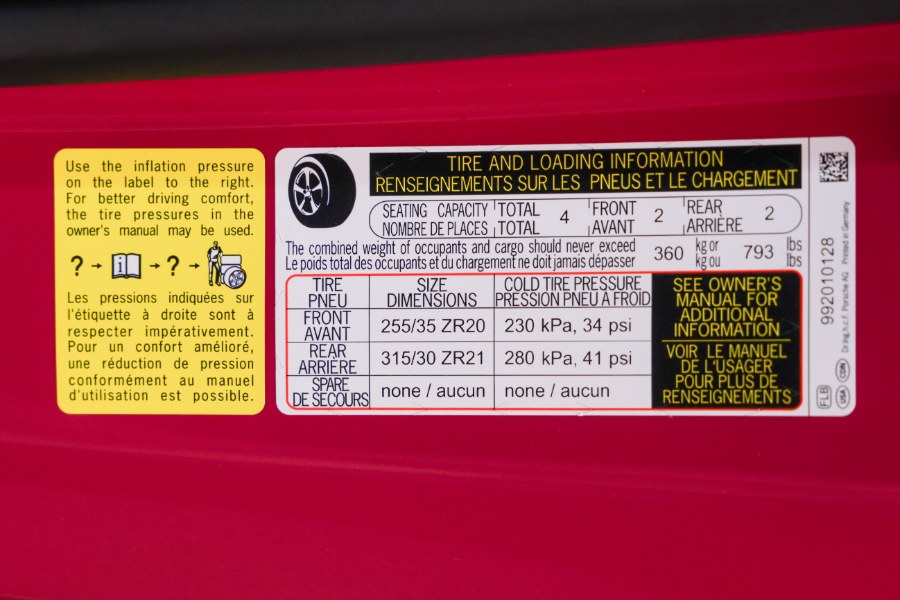 Use the inflation pressure
on the label to the right.
For better driving comfort,
the tire pressures in the
owner's manual may be used.
? → i → ? →
Les pressions indiquées sur
l'étiquette à droite sont à
respecter impérativement.
Pour un confort amélioré,
une réduction de pression
conformément au manuel
d'utilisation est possible.
TIRE AND LOADING INFORMATION
RENSEIGNEMENTS SUR LES PNEUS ET LE CHARGEMENT
SEATING CAPACITY TOTAL 4 FRONT 2 REAR 2
NOMBRE DE PLACES TOTAL AVANT ARRIÈRE
The combined weight of occupants and cargo should never exceed 360 kg or 793 lbs
Le poids total des occupants et du chargement ne doit jamais dépasser kg ou lbs
TIRE SIZE COLD TIRE PRESSURE
PNEU DIMENSIONS PRESSION PNEU A FROID
FRONT
AVANT 255/35 ZR20 230 kPa, 34 psi
REAR
ARRIÈRE 315/30 ZR21 280 kPa, 41 psi
SPARE
DE SECOURS none / aucun none / aucun
SEE OWNER'S
MANUAL FOR
ADDITIONAL
INFORMATION
VOIR LE MANUEL
DE L'USAGER
POUR PLUS DE
RENSEIGNEMENTS
992010128
Dr. Ing. h.c. F. Porsche AG Printed in Germany
FLB USA CDN